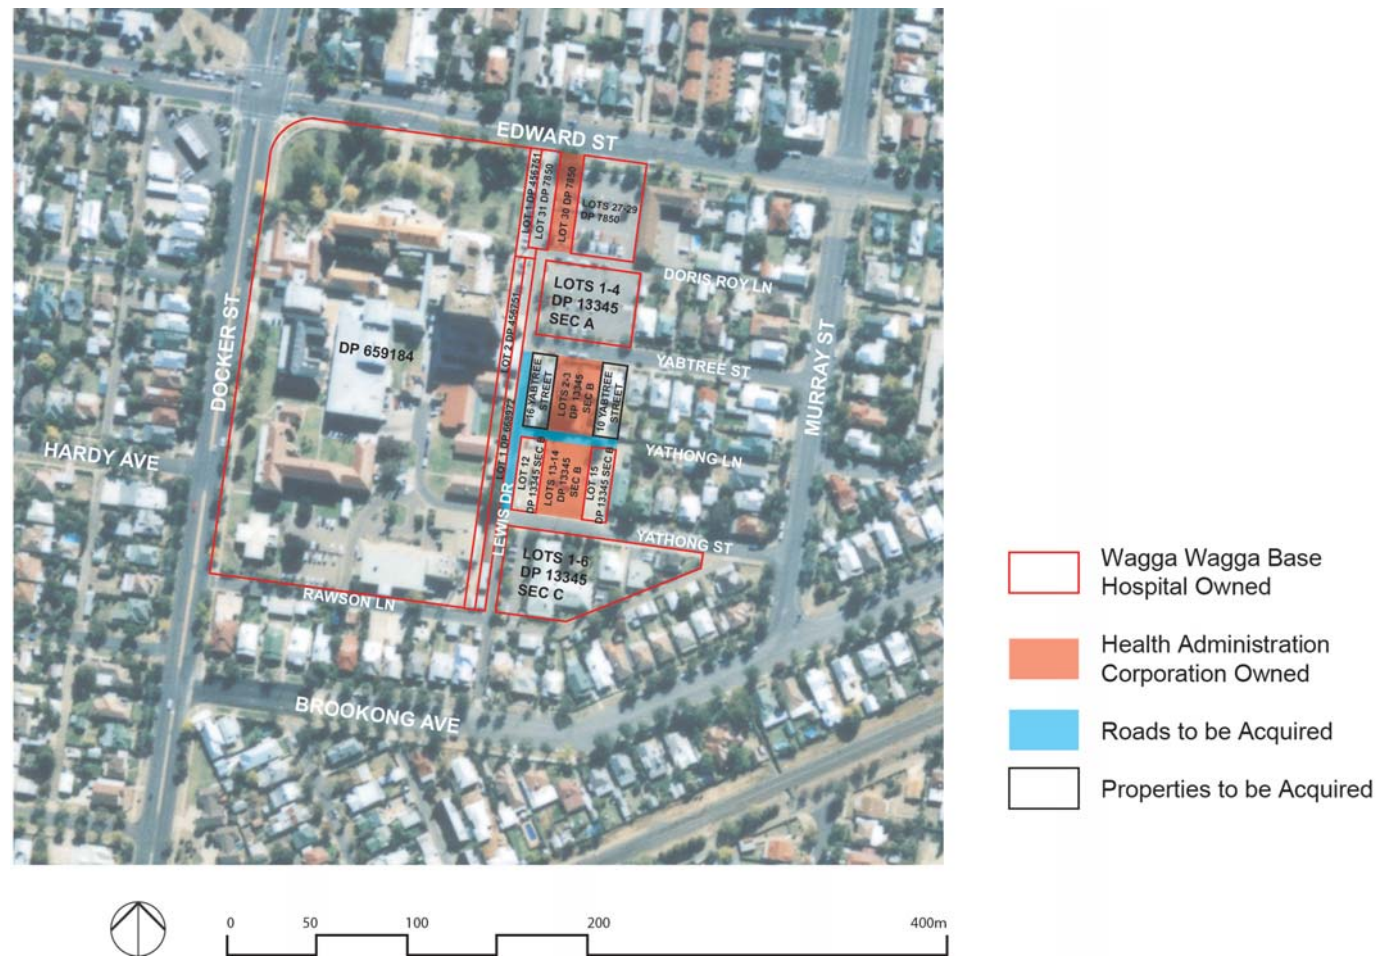 EDWARD ST
LOT 1 DP 456751
LOT 31 DP 7850
LOT 30 DP 7850
LOTS 27-29
DP 7850
DORIS ROY LN
LOTS 1-4
DP 13345
SEC A
LOT 2 DP 456751
DOCKER ST
DP 659184
YABTREE ST
MURRAY ST
16 YABTREE
STREET
LOTS 2-3
DP 13345
SEC B
10 YABTREE
STREET
LOT 1 DP 668977
HARDY AVE
YATHONG LN
LOT 12
DP 13345 SEC B
LOTS 13-14
DP 13345
SEC B
LOT 15
DP 13345 SEC B
LEWIS DR
YATHONG ST
LOTS 1-6
DP 13345
SEC C
RAWSON LN
BROOKONG AVE
Wagga Wagga Base
Hospital Owned
Health Administration
Corporation Owned
Roads to be Acquired
Properties to be Acquired
0 50 100 200 400m